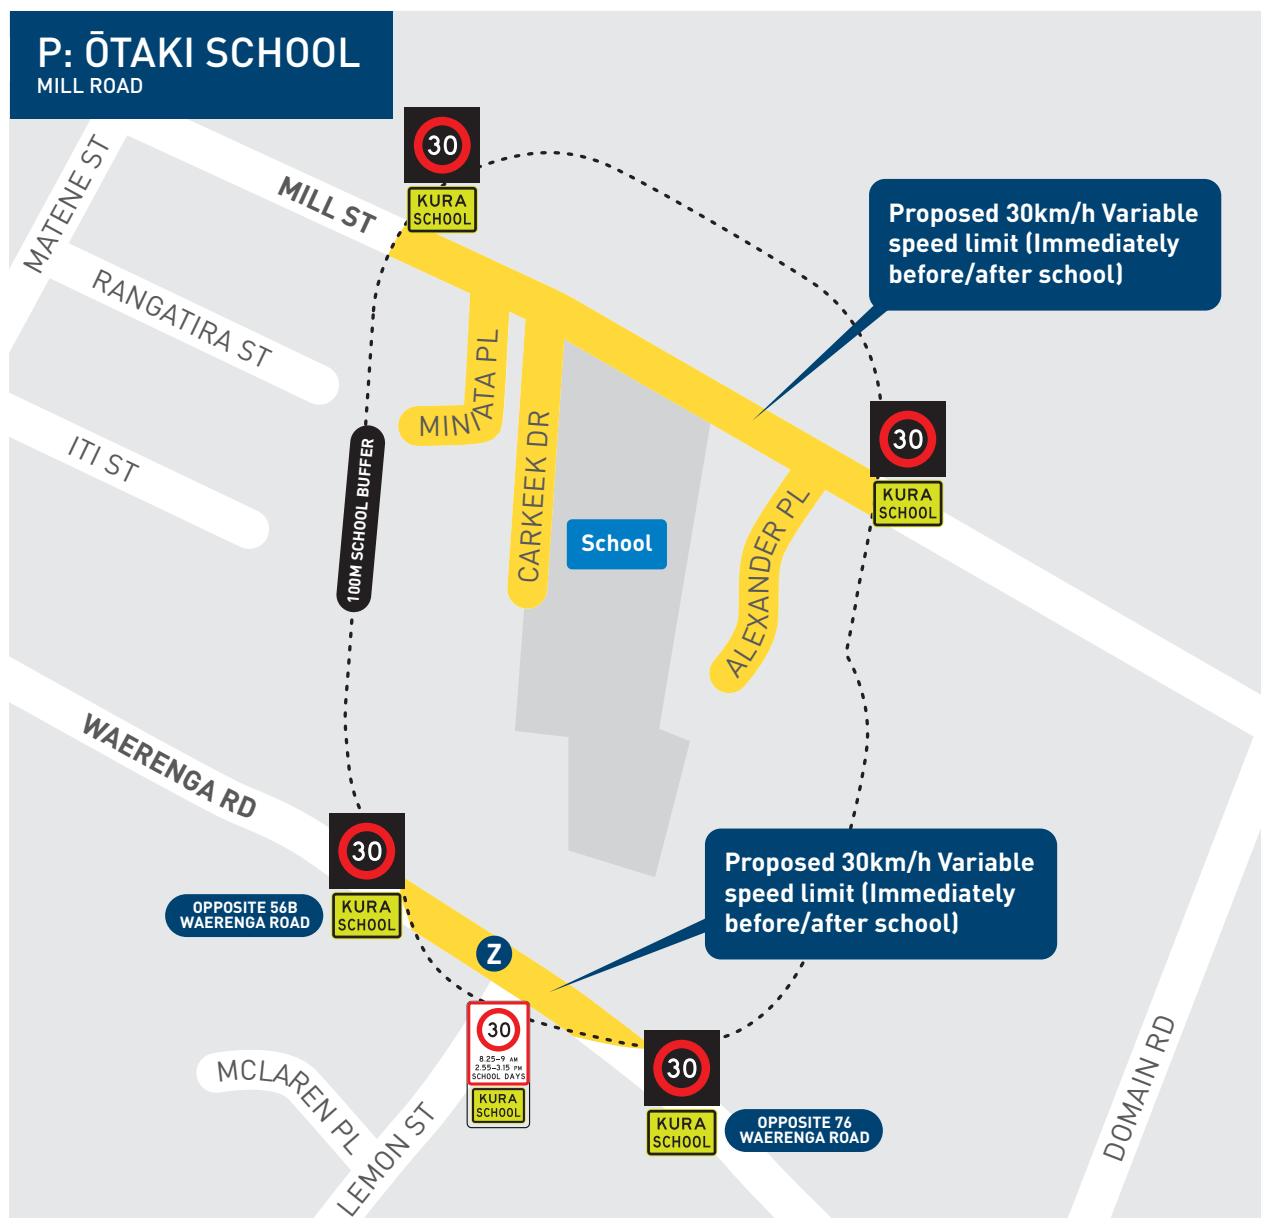 P: ŌTAKI SCHOOL
MILL ROAD
30
KURA
SCHOOL
MATENE ST
MILL ST
Proposed 30km/h Variable
speed limit (Immediately
before/after school)
RANGATIRA ST
MINIATA PL
CARKEEK DR
30
KURA
SCHOOL
ITI ST
100M SCHOOL BUFFER
School
ALEXANDER PL
WAERENGA RD
30
KURA
SCHOOL
OPPOSITE 56B
WAERENGA ROAD
Proposed 30km/h Variable
speed limit (Immediately
before/after school)
Z
30
8.25–9 AM
2.55–3.15 PM
SCHOOL DAYS
KURA
SCHOOL
30
KURA
SCHOOL
OPPOSITE 76
WAERENGA ROAD
MCLAREN PL
LEMON ST
DOMAIN RD